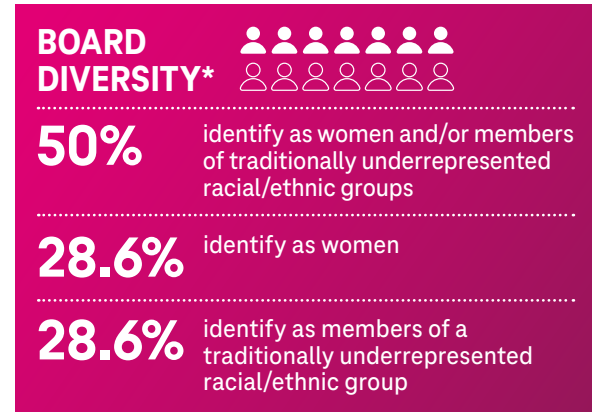 BOARD
DIVERSITY*
50%
identify as women and/or members
of traditionally underrepresented
racial/ethnic groups
28.6%
identify as women
28.6%
identify as members of a
traditionally underrepresented
racial/ethnic group